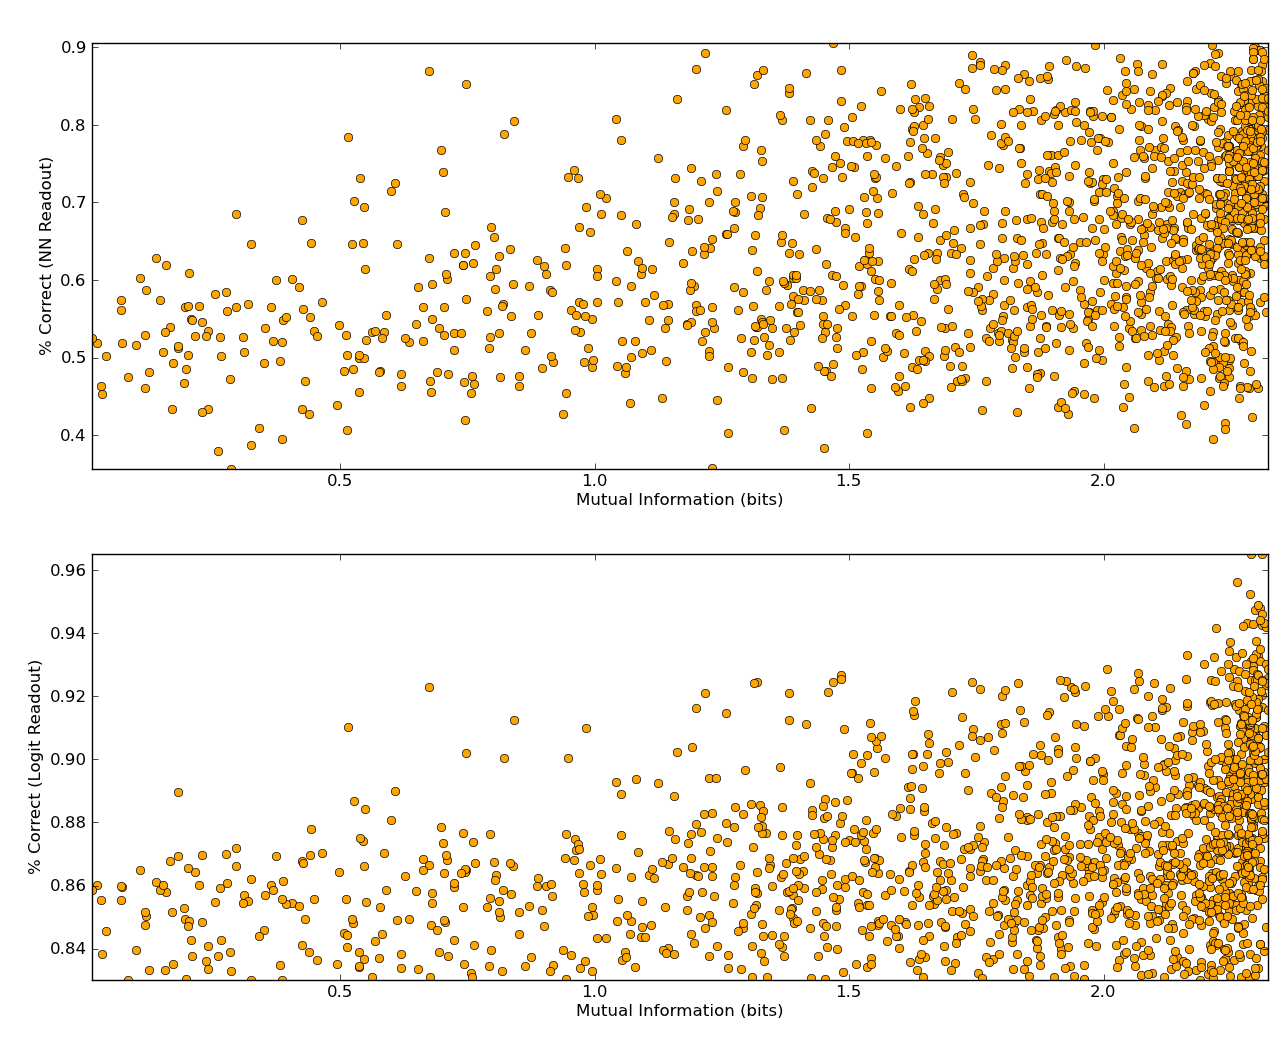 0.9
0.8
0.7
0.6
0.5
0.4
% Correct (NN Readout)
0.5 1.0 1.5 2.0
Mutual Information (bits)
0.96
0.94
0.92
0.90
0.88
0.86
0.84
% Correct (Logit Readout)
0.5 1.0 1.5 2.0
Mutual Information (bits)